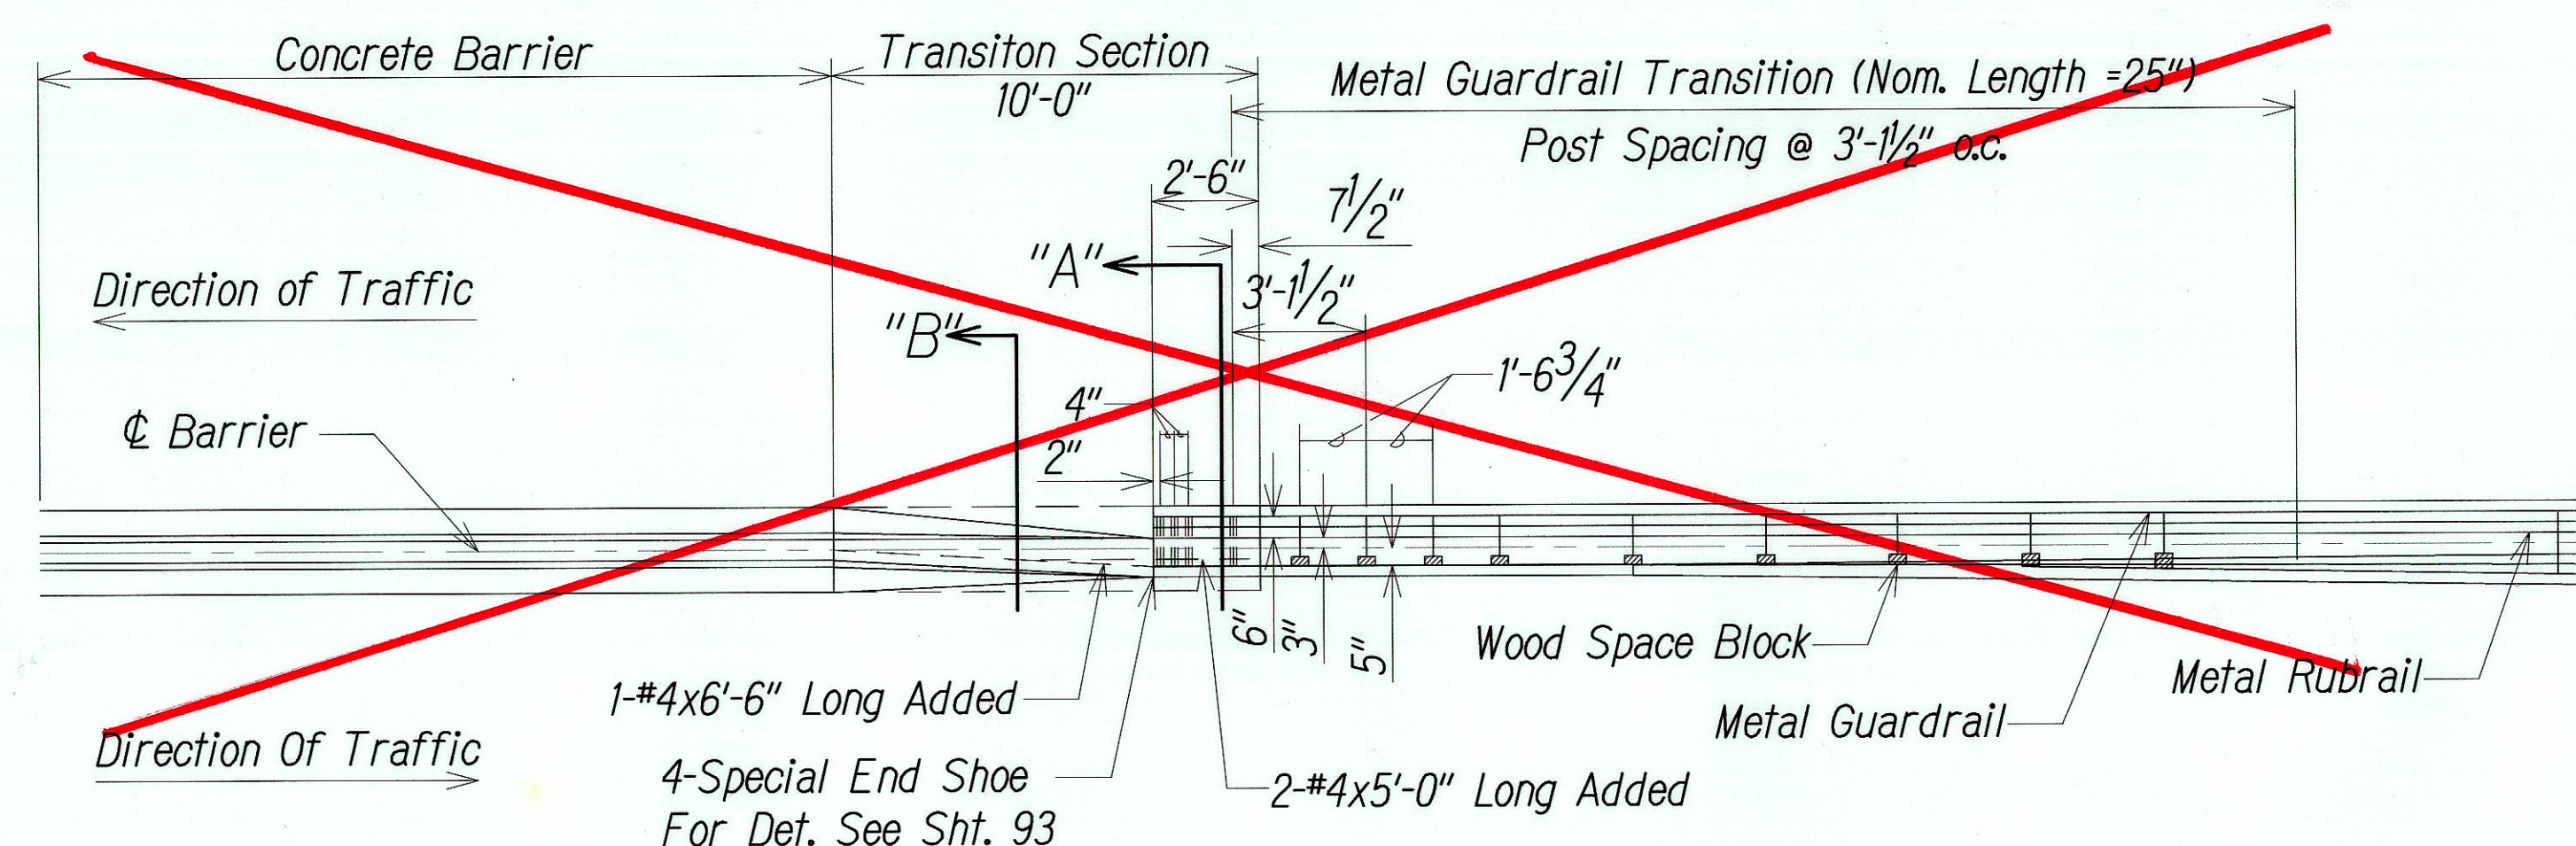 Concrete Barrier
Transiton Section
10'-0"
Metal Guardrail Transition (Nom. Length =25")
Post Spacing @ 3'-1½" o.c.
2'-6"
7½"
"A"
3'-1½"
Direction of Traffic
"B"
1'-6¾"
4"
℄ Barrier
2"
6"
3"
5"
Wood Space Block
Metal Rubrail
1-#4x6'-6" Long Added
Metal Guardrail
Direction Of Traffic
4-Special End Shoe
For Det. See Sht. 93
2-#4x5'-0" Long Added